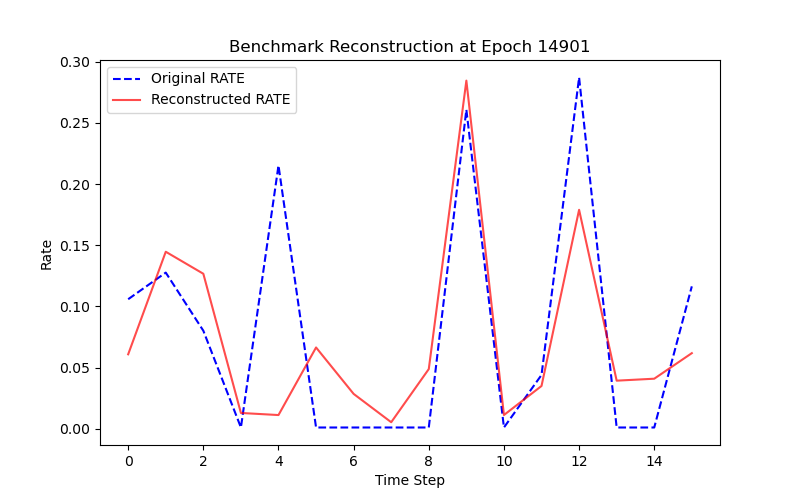 Benchmark Reconstruction at Epoch 14901
Original RATE
Reconstructed RATE
0.30
0.25
0.20
0.15
0.10
0.05
0.00
Rate
0 2 4 6 8 10 12 14
Time Step